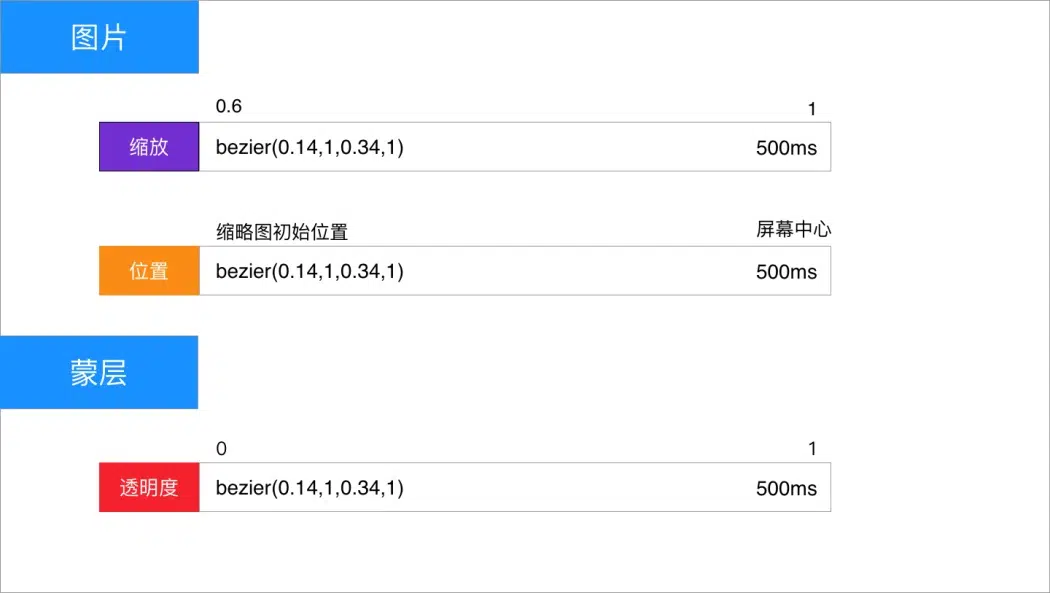 图片
0.6 1
缩放 bezier(0.14,1,0.34,1) 500ms
缩略图初始位置 屏幕中心
位置 bezier(0.14,1,0.34,1) 500ms
蒙层
0 1
透明度 bezier(0.14,1,0.34,1) 500ms